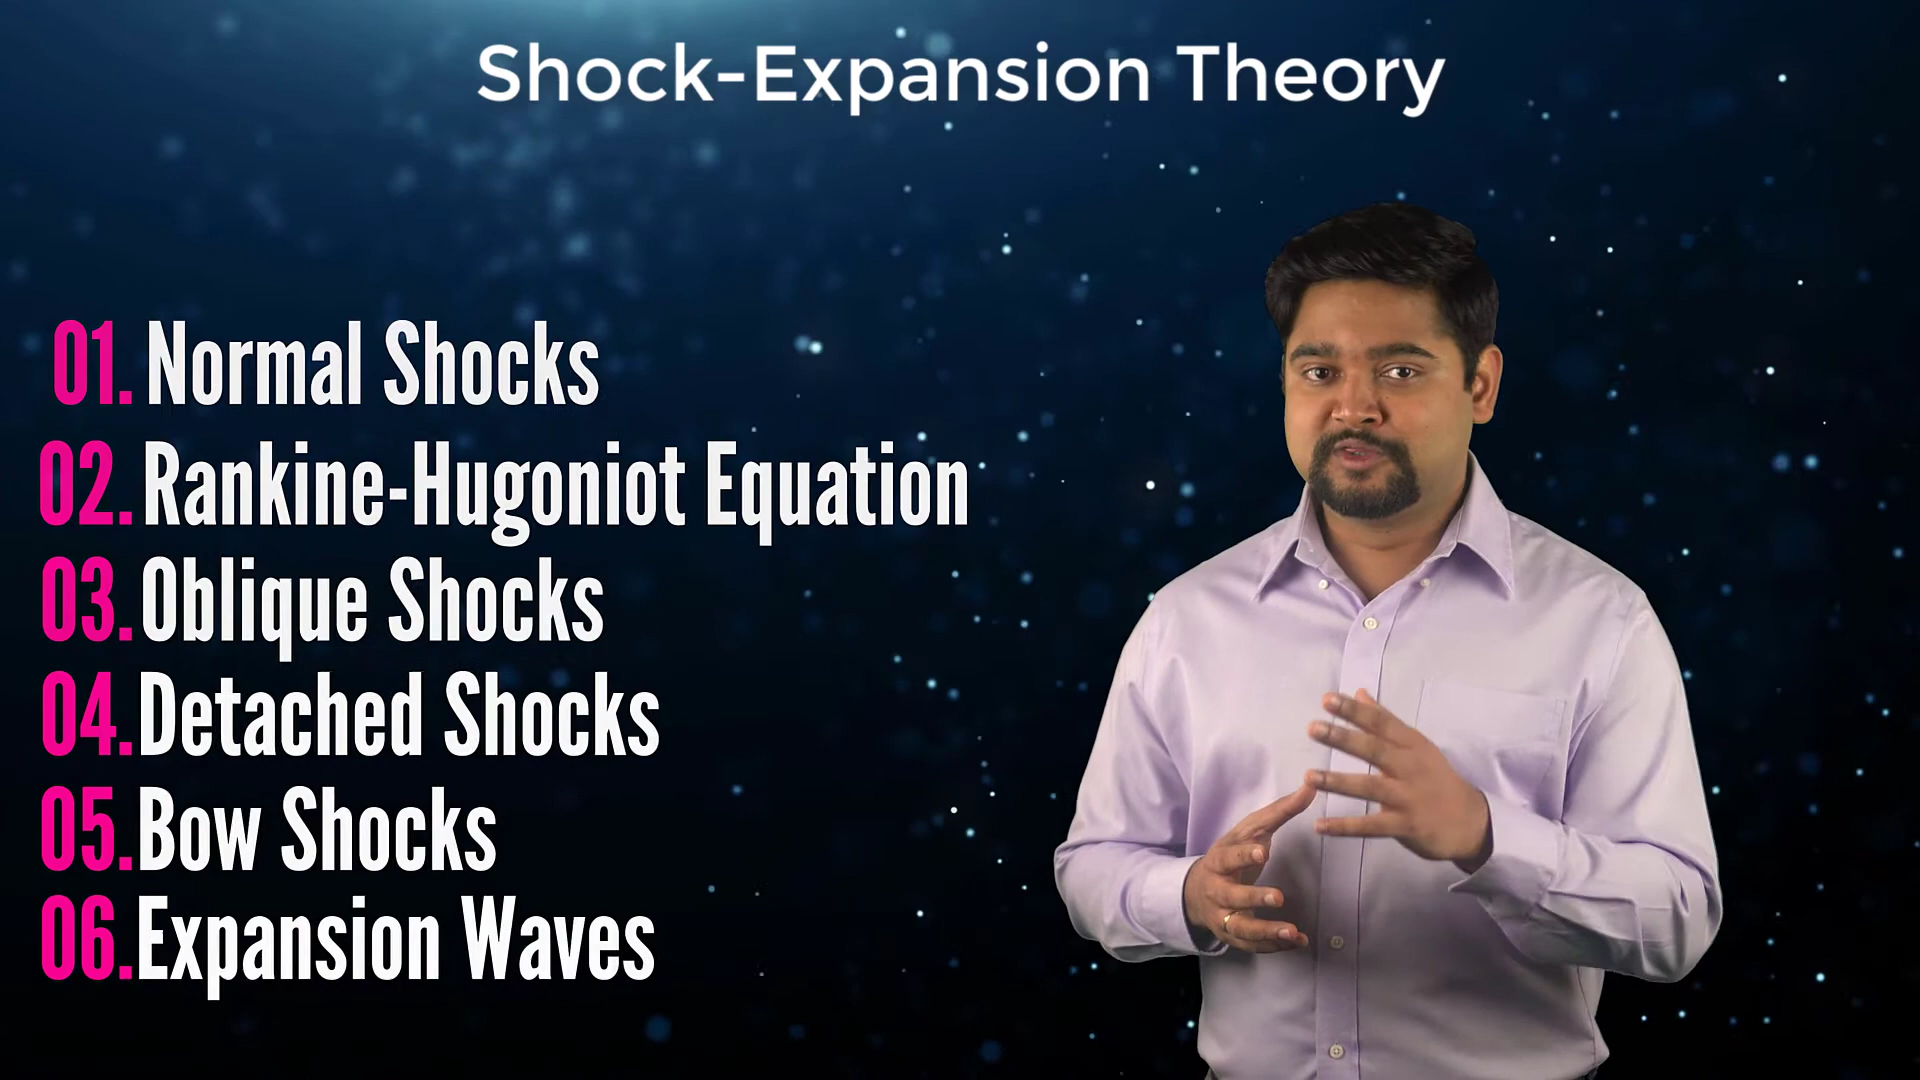 Shock-Expansion Theory
01. Normal Shocks
02. Rankine-Hugoniot Equation
03. Oblique Shocks
04. Detached Shocks
05. Bow Shocks
06. Expansion Waves